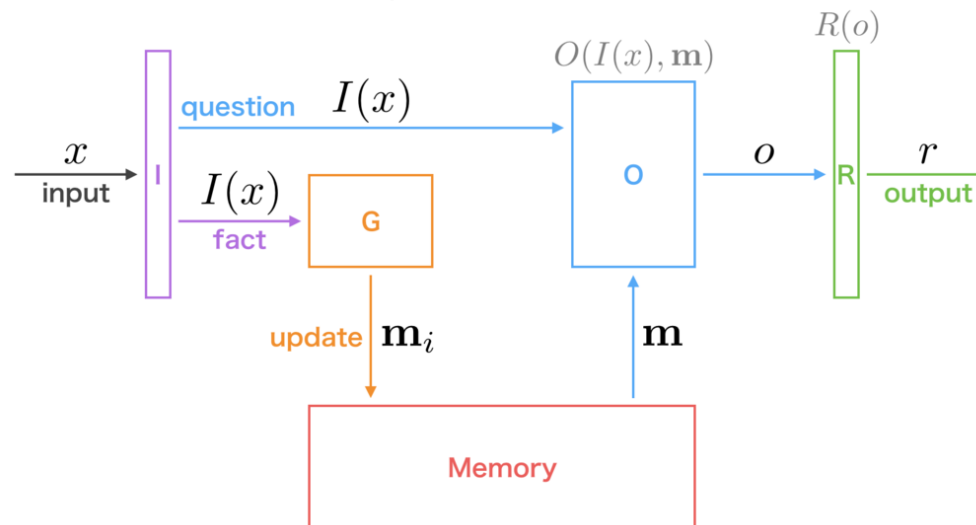 R(o)
O(I(x), m)
question
I(x)
x
input
I
I(x)
fact
G
O
o
R
r
output
update
m_i
m
Memory